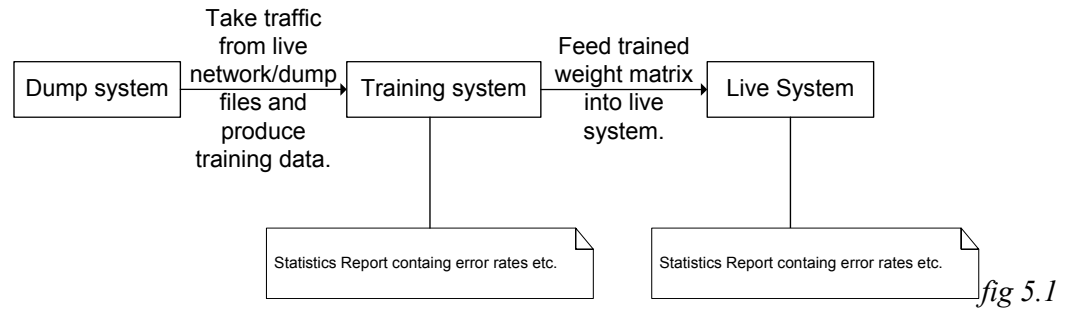 Dump system
Take traffic
from live
network/dump
files and
produce
training data.
Training system
Feed trained
weight matrix
into live
system.
Live System
Statistics Report containg error rates etc.
Statistics Report containg error rates etc.
fig 5.1